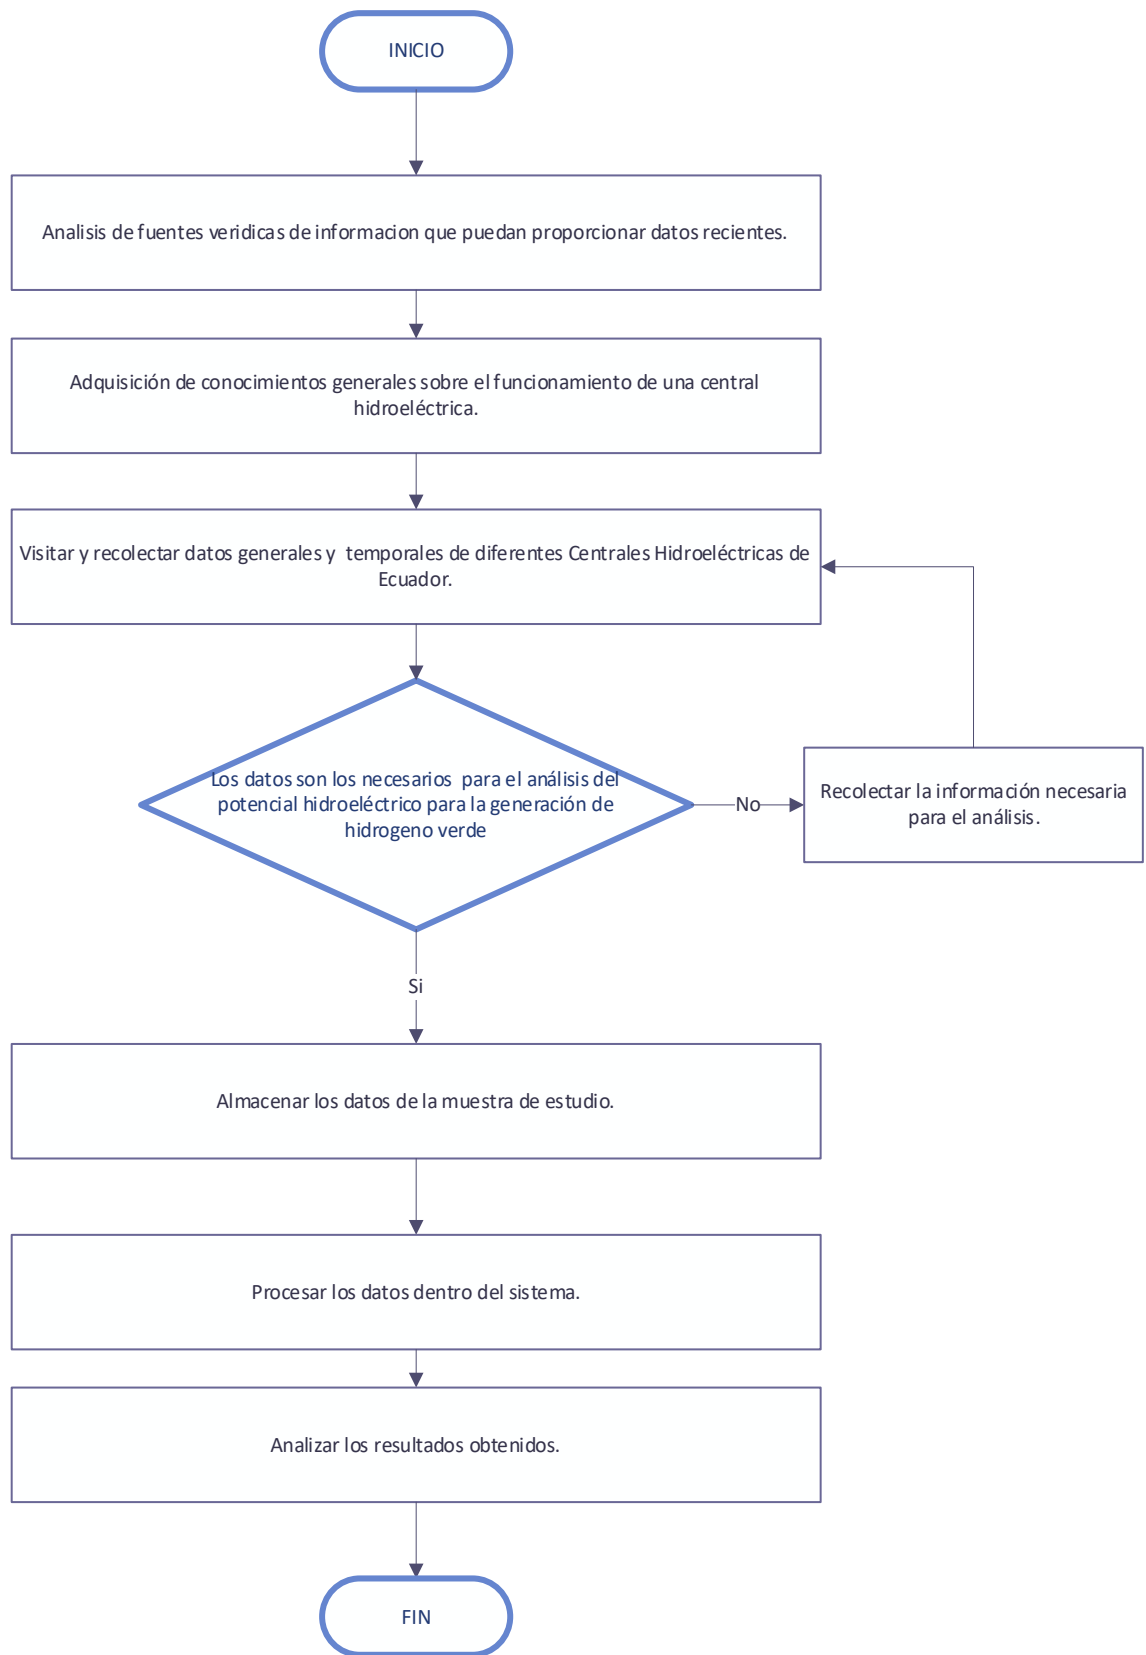 INICIO
Analisis de fuentes veridicas de informacion que puedan proporcionar datos recientes.
Adquisición de conocimientos generales sobre el funcionamiento de una central
hidroeléctrica.
Visitar y recolectar datos generales y temporales de diferentes Centrales Hidroeléctricas de
Ecuador.
Los datos son los necesarios para el análisis del
potencial hidroeléctrico para la generación de
hidrogeno verde
No
Recolectar la información necesaria
para el análisis.
Si
Almacenar los datos de la muestra de estudio.
Procesar los datos dentro del sistema.
Analizar los resultados obtenidos.
FIN